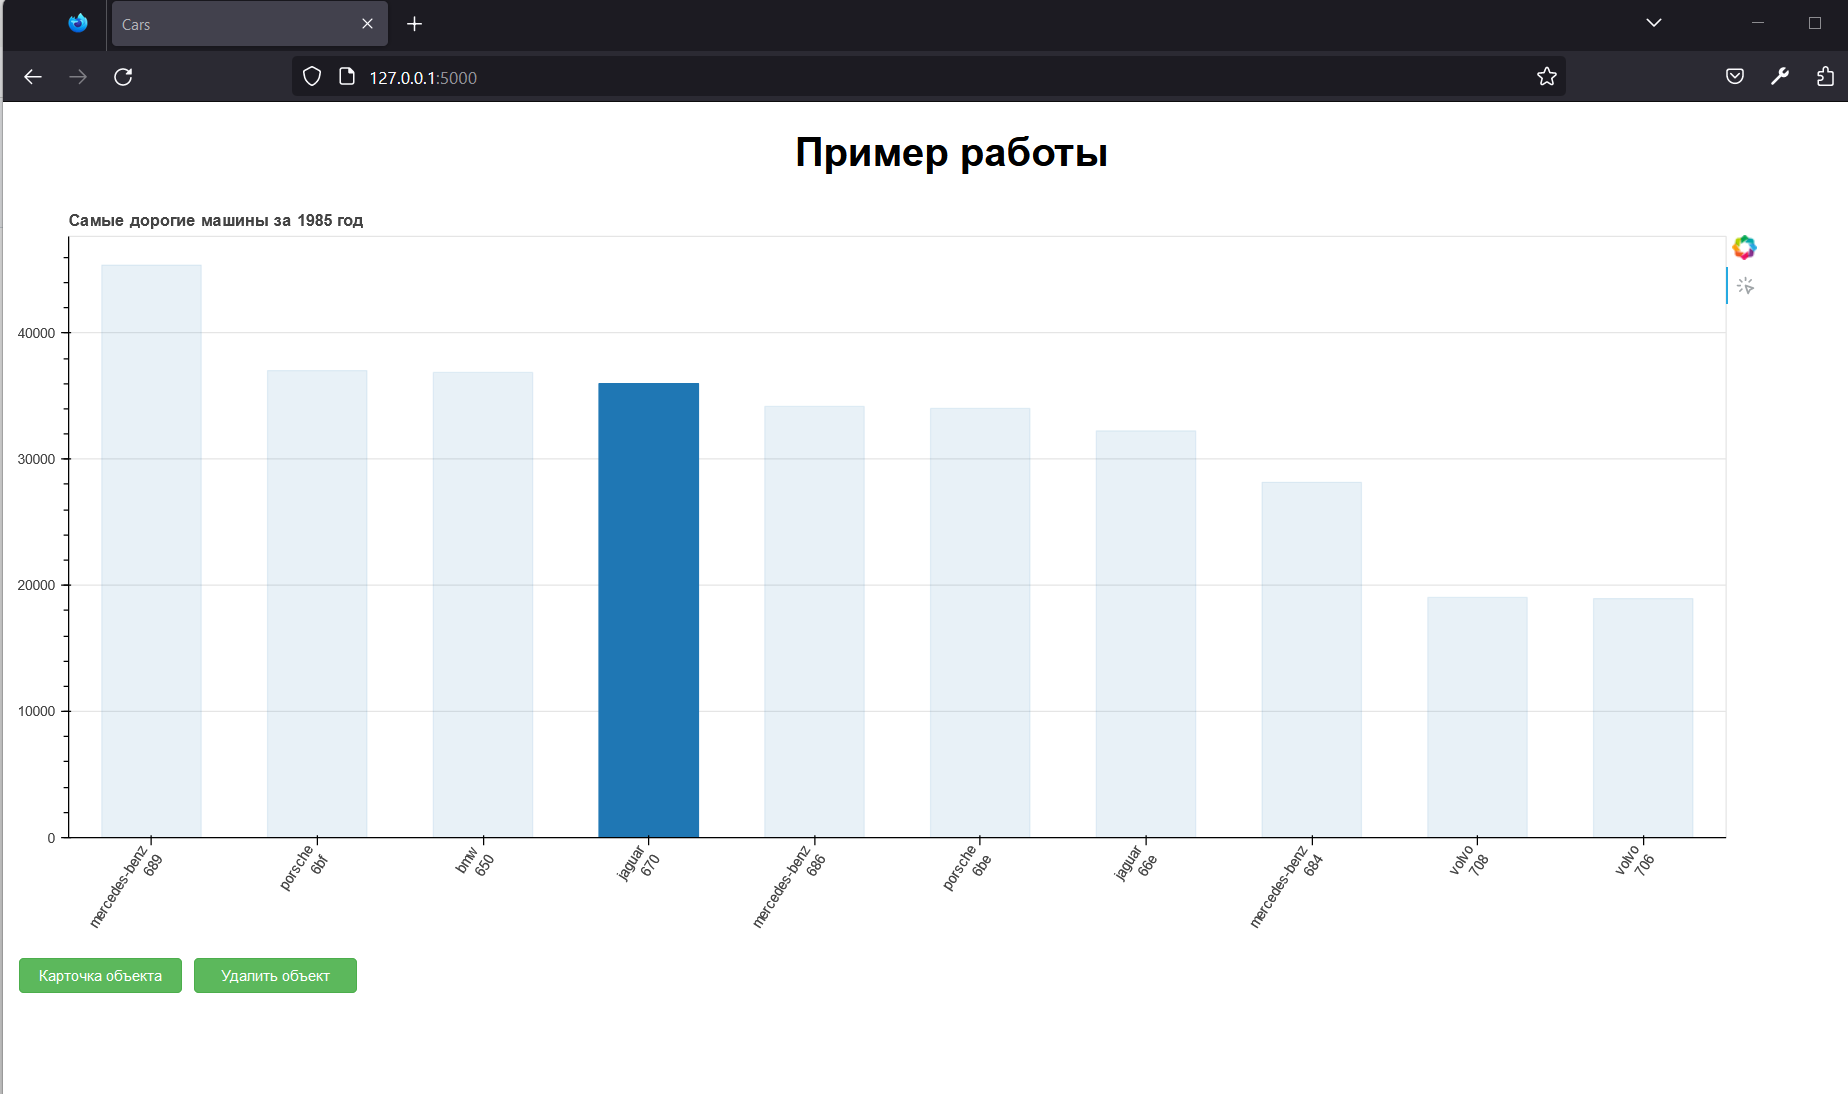 Cars
127.0.0.1:5000
Пример работы
Самые дорогие машины за 1985 год
40000
30000
20000
10000
0
mercedes-benz
689
porsche
6bf
bmw
650
jaguar
670
mercedes-benz
686
porsche
6be
jaguar
66e
mercedes-benz
684
volvo
708
volvo
706
Карточка объекта
Удалить объект